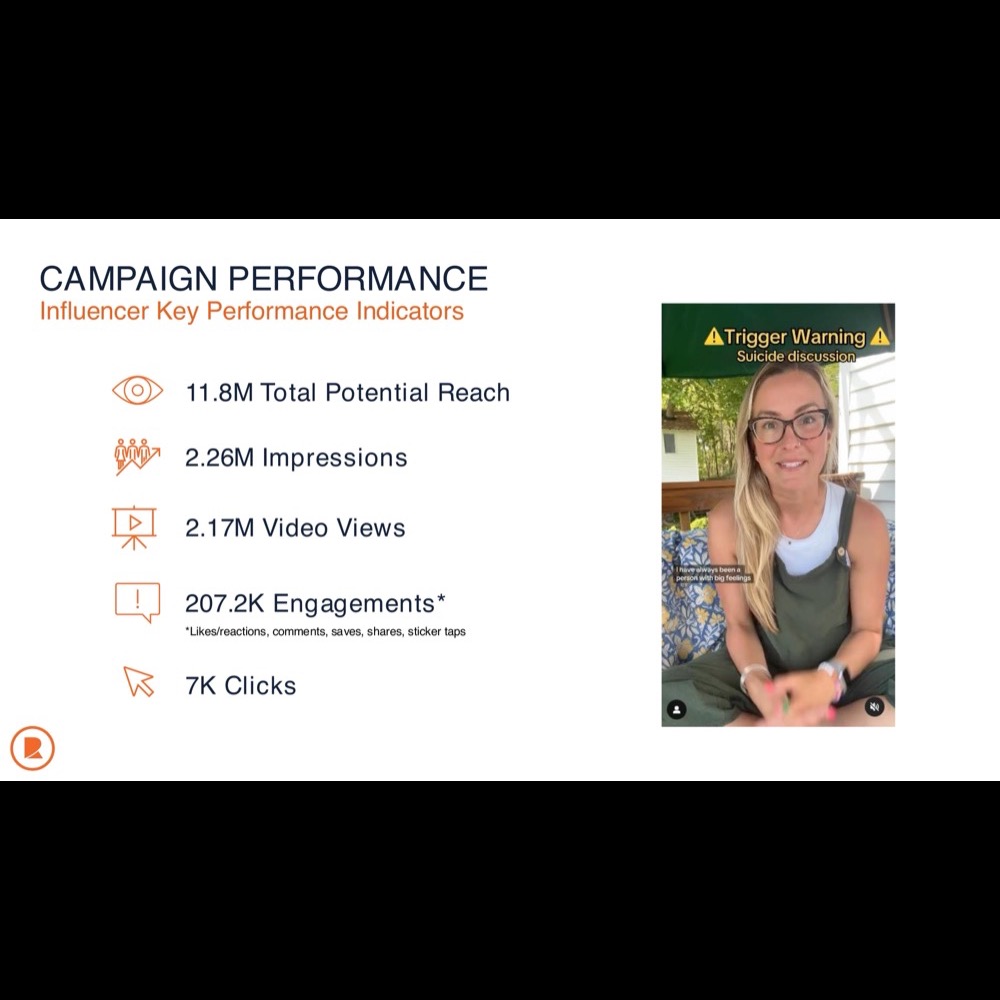 CAMPAIGN PERFORMANCE
Influencer Key Performance Indicators
11.8M Total Potential Reach
2.26M Impressions
2.17M Video Views
207.2K Engagements*
*Likes/reactions, comments, saves, shares, sticker taps
7K Clicks
Trigger Warning
Suicide discussion
I have always been a
person with big feelings